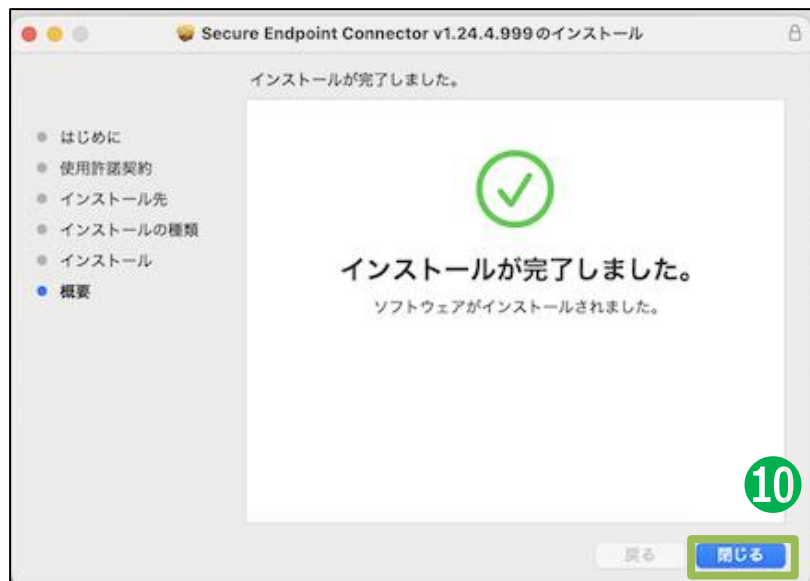 Secure Endpoint Connector v1.24.4.999のインストール
インストールが完了しました。
はじめに
使用許諾契約
インストール先
インストールの種類
インストール
概要
インストールが完了しました。
ソフトウェアがインストールされました。
10
戻る
閉じる